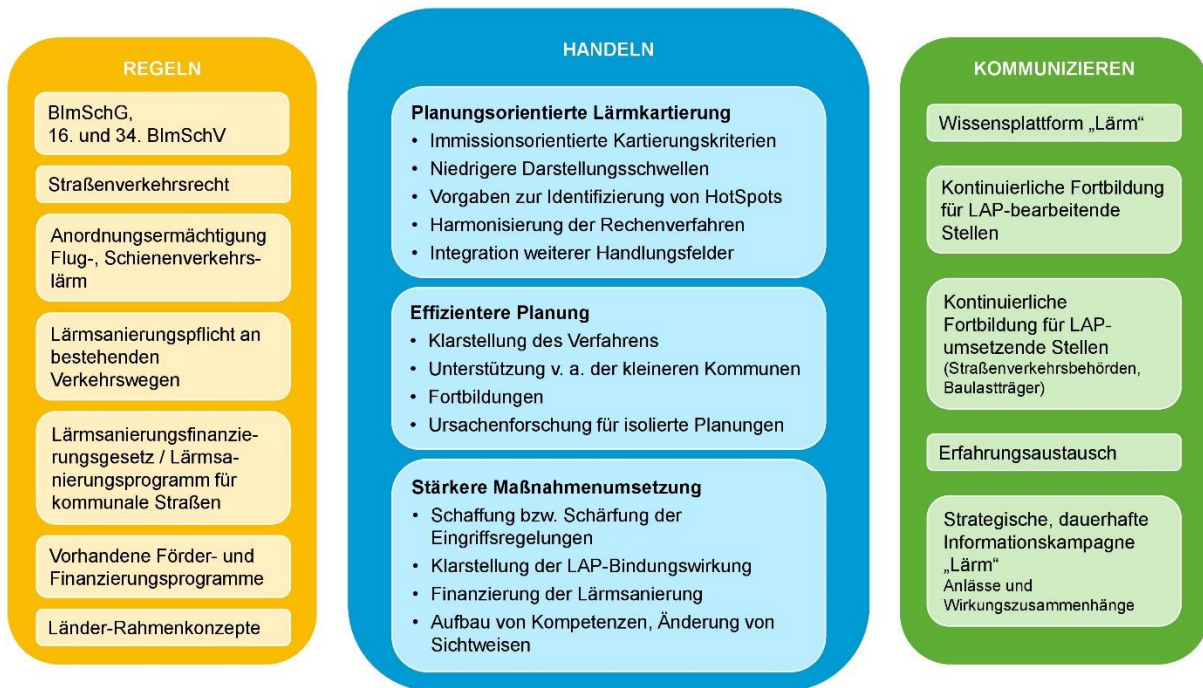 REGELN
BImSchG,
16. und 34. BImSchV
Straßenverkehrsrecht
Anordnungsermächtigung
Flug-, Schienenverkehrs-
lärm
Lärmsanierungspflicht an
bestehenden
Verkehrswegen
Lärmsanierungsfinanzie-
rungsgesetz / Lärmsa-
nierungsprogramm für
kommunale Straßen
Vorhandene Förder- und
Finanzierungsprogramme
Länder-Rahmenkonzepte
HANDELN
Planungsorientierte Lärmkartierung
• Immissionsorientierte Kartierungskriterien
• Niedrigere Darstellungsschwellen
• Vorgaben zur Identifizierung von HotSpots
• Harmonisierung der Rechenverfahren
• Integration weiterer Handlungsfelder
Effizientere Planung
• Klarstellung des Verfahrens
• Unterstützung v. a. der kleineren Kommunen
• Fortbildungen
• Ursachenforschung für isolierte Planungen
Stärkere Maßnahmenumsetzung
• Schaffung bzw. Schärfung der
Eingriffsregelungen
• Klarstellung der LAP-Bindungswirkung
• Finanzierung der Lärmsanierung
• Aufbau von Kompetenzen, Änderung von
Sichtweisen
KOMMUNIZIEREN
Wissensplattform „Lärm“
Kontinuierliche Fortbildung
für LAP-bearbeitende
Stellen
Kontinuierliche
Fortbildung für LAP-
umsetzende Stellen
(Straßenverkehrsbehörden,
Baulastträger)
Erfahrungsaustausch
Strategische, dauerhafte
Informationskampagne
„Lärm“
Anlässe und
Wirkungszusammenhänge